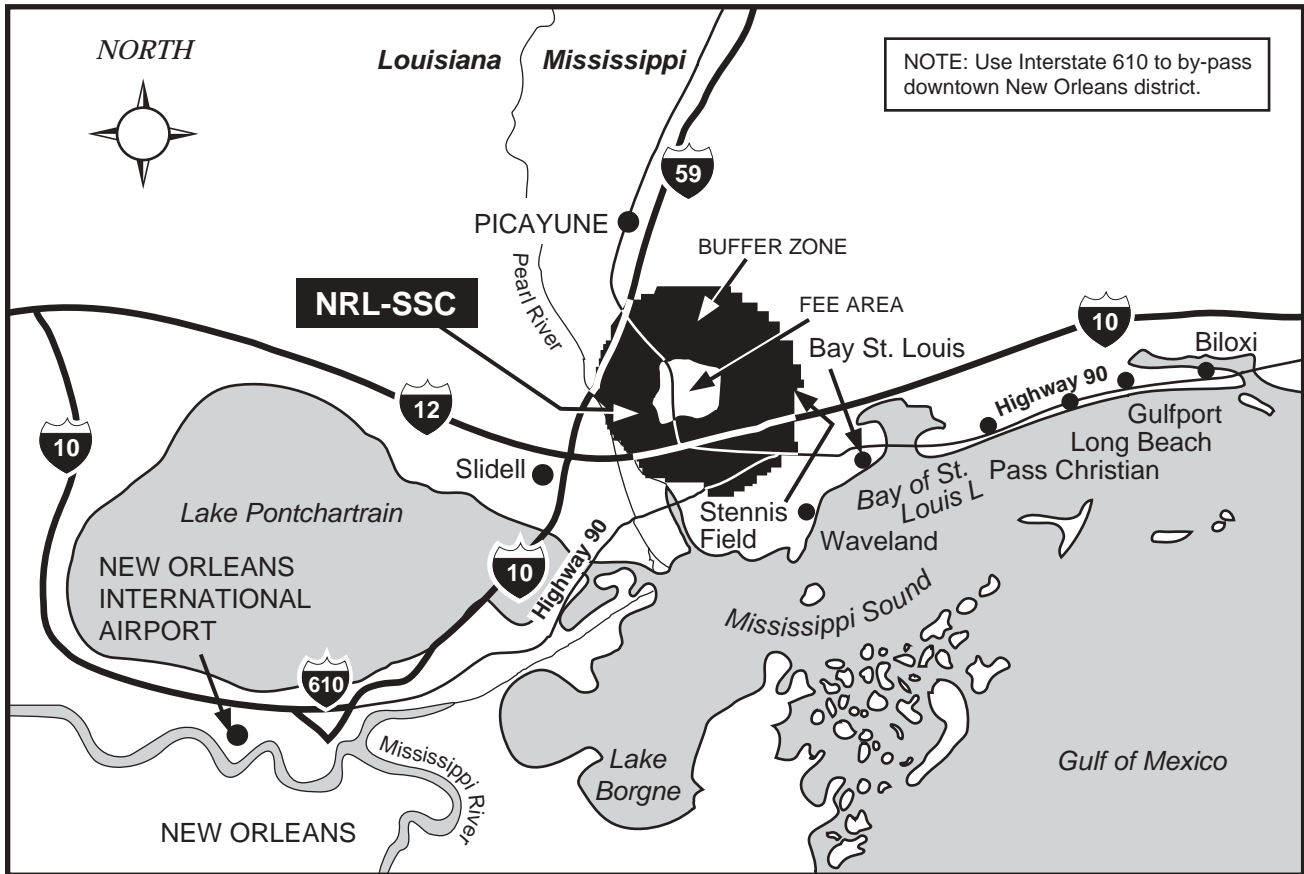 NORTH
Louisiana
Mississippi
NOTE: Use Interstate 610 to by-pass
downtown New Orleans district.
59
PICAYUNE
Pearl River
BUFFER ZONE
NRL-SSC
FEE AREA
10
Bay St. Louis
Biloxi
Highway 90
12
10
Gulfport
Long Beach
Pass Christian
Slidell
Bay of St.
Louis L
Lake Pontchartrain
Stennis
Field
Waveland
10
Highway 90
NEW ORLEANS
INTERNATIONAL
AIRPORT
Mississippi Sound
610
Mississippi River
Lake
Borgne
Gulf of Mexico
NEW ORLEANS